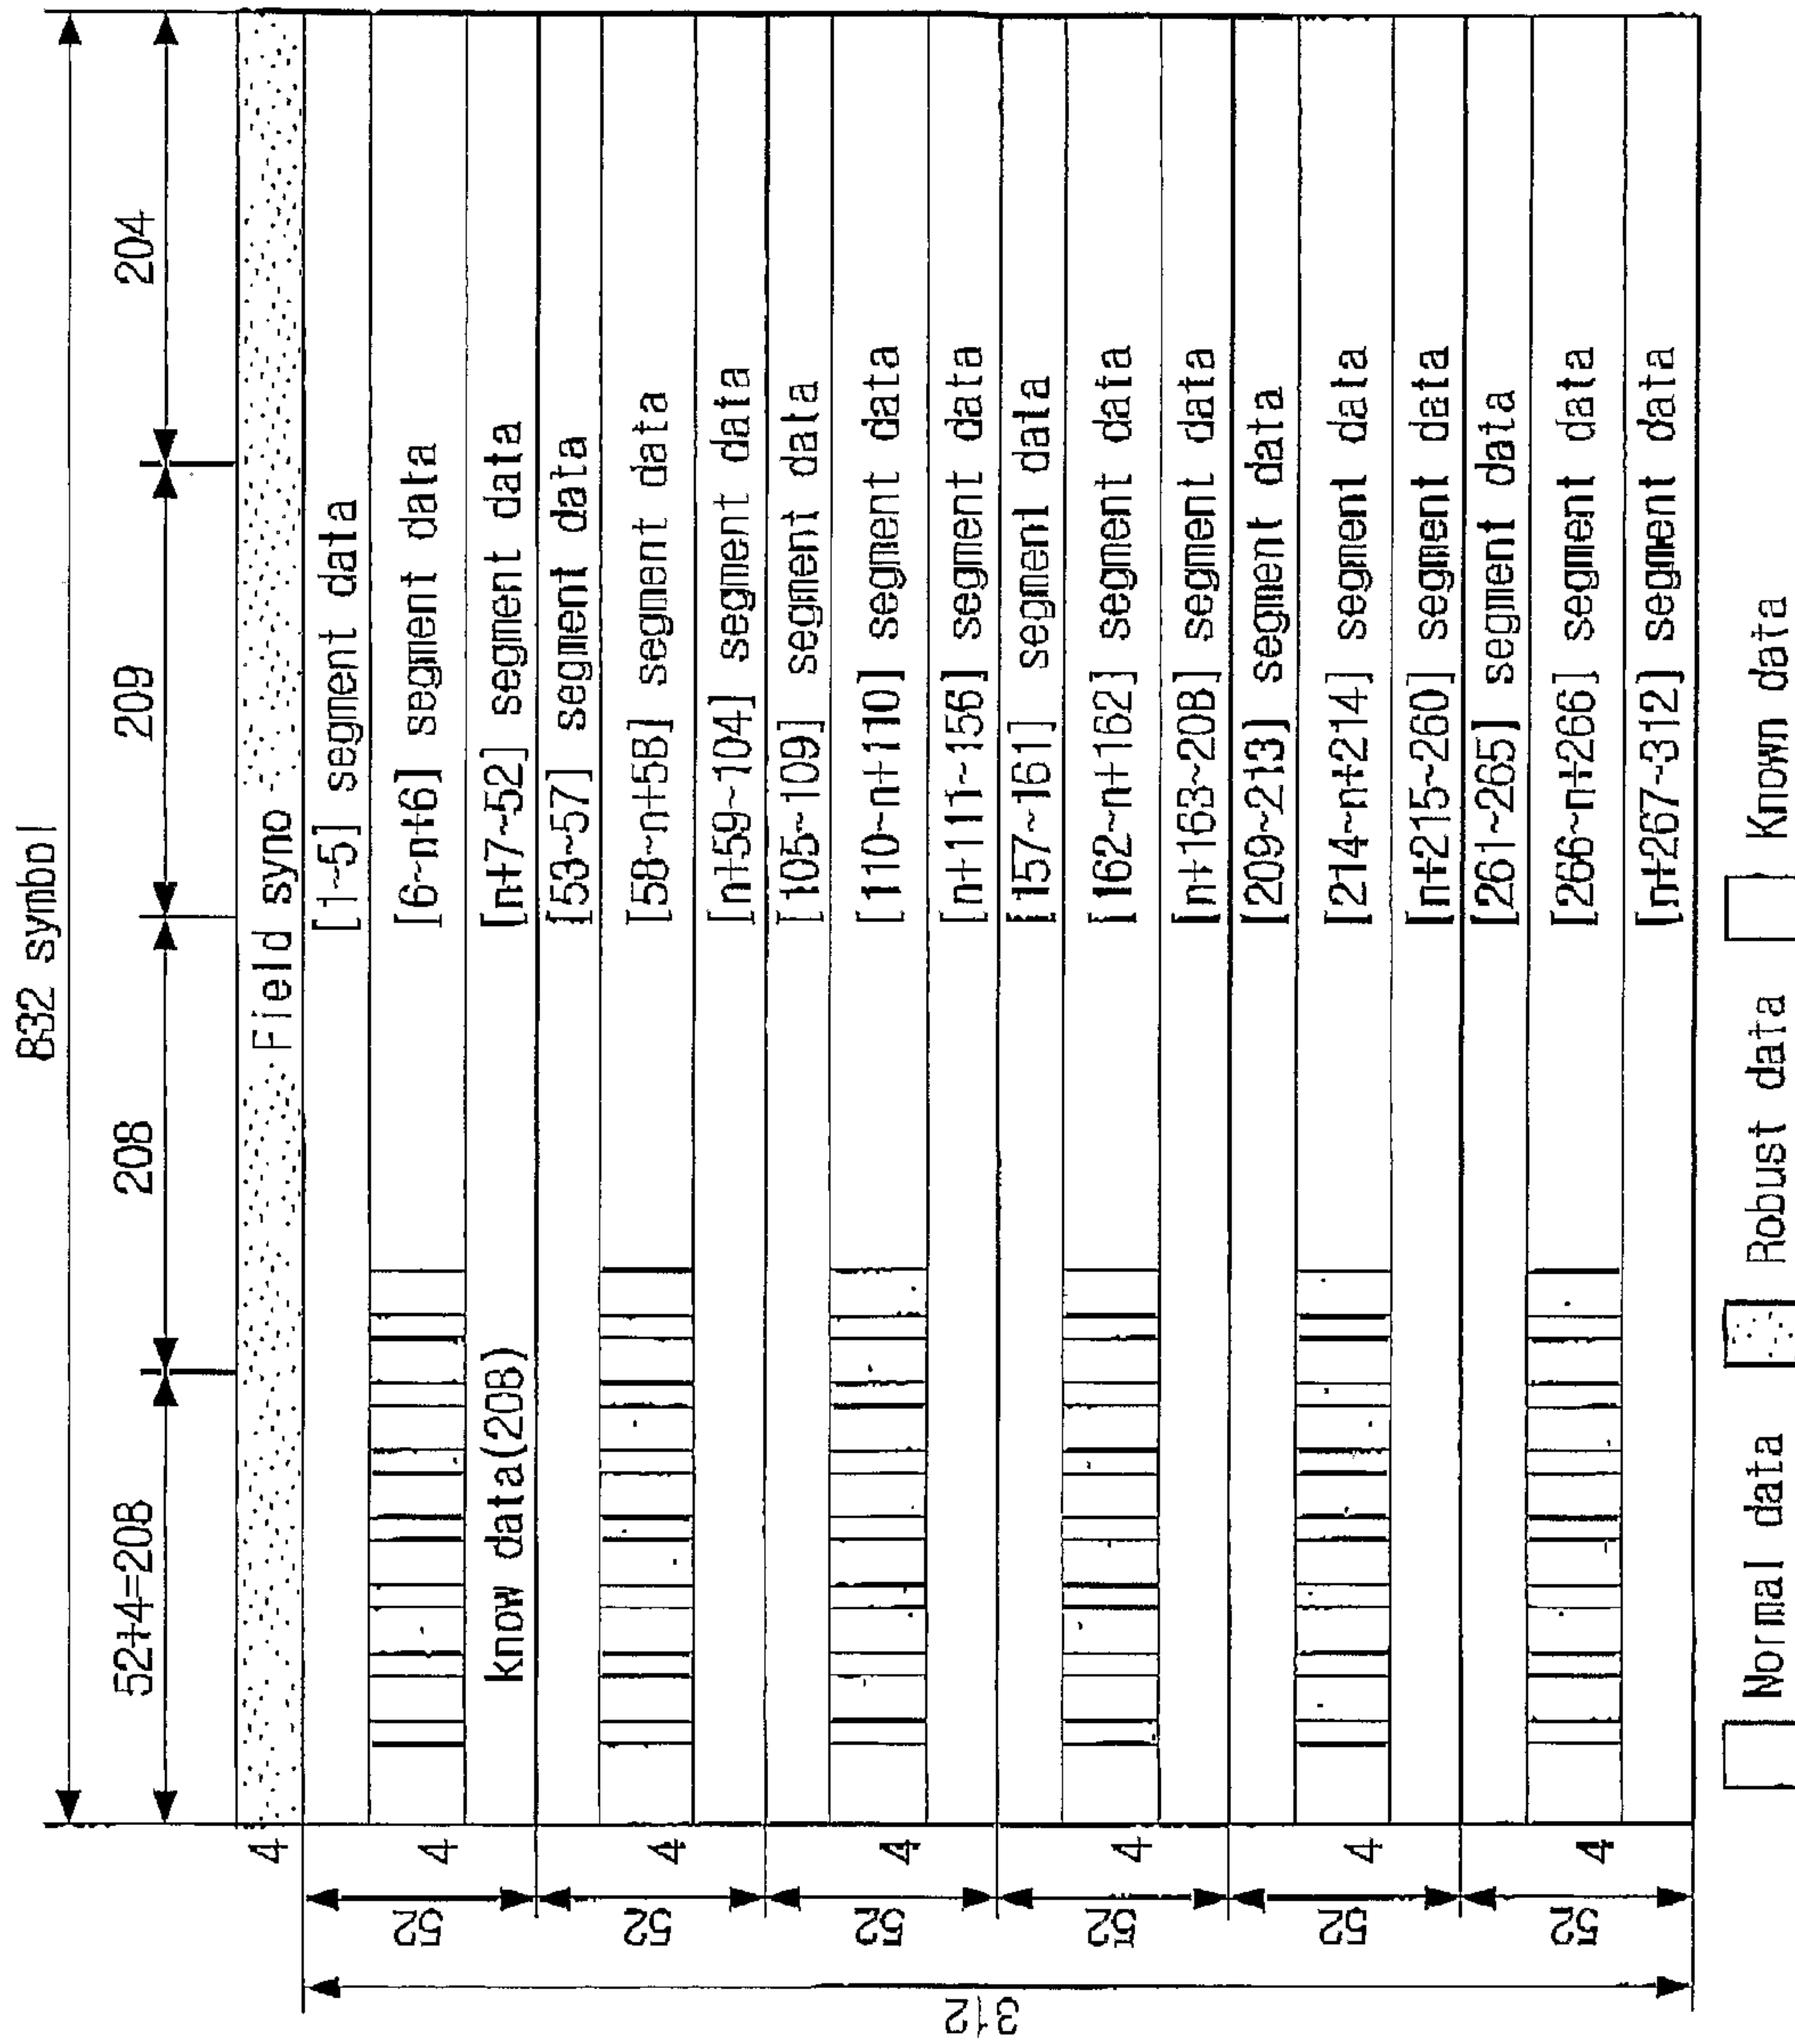 832 symbol
52+4=208
208
209
204
4
Field sync
[1~5] segment data
4
[6~n+6] segment data
know data(208)
[n+7~52] segment data
52
[53~57] segment data
4
[58~n+58] segment data
[n+59~104] segment data
52
[105~109] segment data
4
[110~n+110] segment data
[n+111~156] segment data
52
[157~161] segment data
4
[162~n+162] segment data
[n+163~208] segment data
52
[209~213] segment data
4
[214~n+214] segment data
[n+215~260] segment data
52
[261~265] segment data
4
[266~n+266] segment data
[n+267~312] segment data
52
312
Normal data
Robust data
Known data